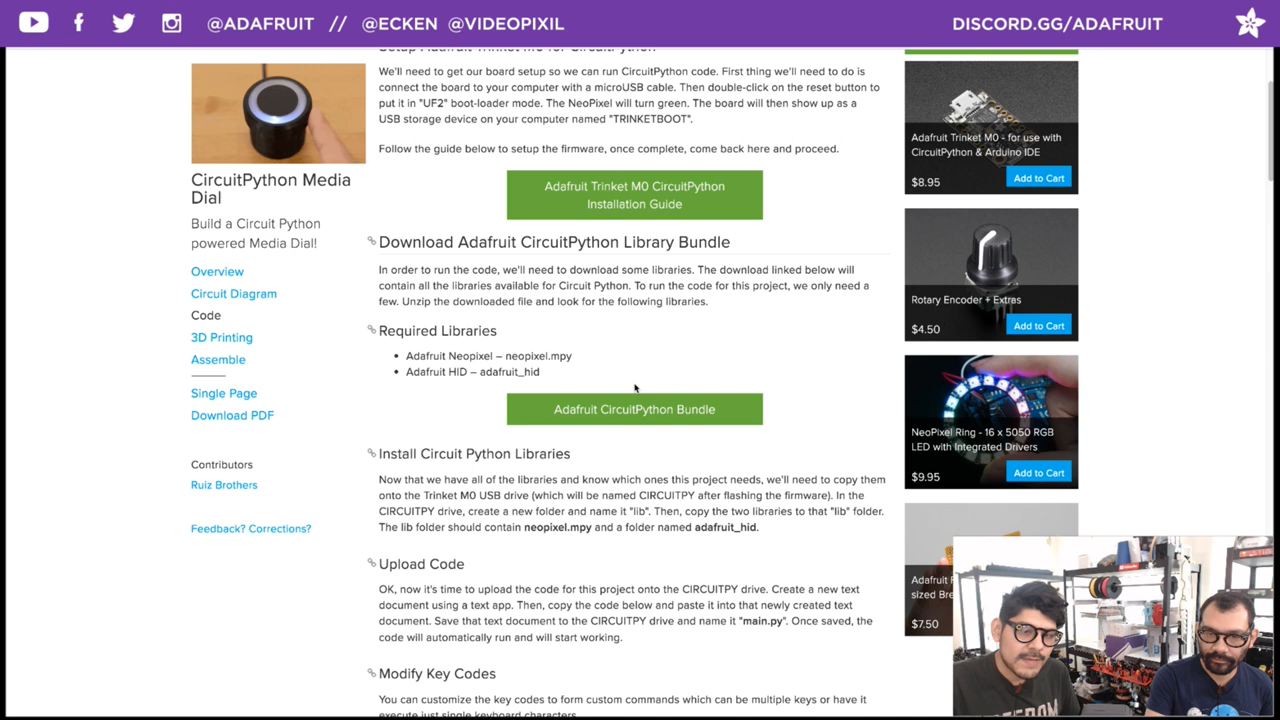 @ADAFRUIT // @ECKEN @VIDEOPIXIL
DISCORD.GG/ADAFRUIT
Setup Adafruit Trinket M0 for CircuitPython
We'll need to get our board setup so we can run CircuitPython code. First thing we'll need to do is
connect the board to your computer with a microUSB cable. Then double-click on the reset button to
put it in "UF2" boot-loader mode. The NeoPixel will turn green. The board will then show up as a
USB storage device on your computer named "TRINKETBOOT".
Follow the guide below to setup the firmware, once complete, come back here and proceed.
Adafruit Trinket M0 CircuitPython
Installation Guide
CircuitPython Media
Dial
Build a Circuit Python
powered Media Dial!
Overview
Circuit Diagram
Code
3D Printing
Assemble
Single Page
Download PDF
Contributors
Ruiz Brothers
Feedback? Corrections?
Download Adafruit CircuitPython Library Bundle
In order to run the code, we'll need to download some libraries. The download linked below will
contain all the libraries available for Circuit Python. To run the code for this project, we only need a
few. Unzip the downloaded file and look for the following libraries.
Required Libraries
• Adafruit Neopixel – neopixel.mpy
• Adafruit HID – adafruit_hid
Adafruit CircuitPython Bundle
Install Circuit Python Libraries
Now that we have all of the libraries and know which ones this project needs, we'll need to copy them
onto the Trinket M0 USB drive (which will be named CIRCUITPY after flashing the firmware). In the
CIRCUITPY drive, create a new folder and name it "lib". Then, copy the two libraries to that "lib" folder.
The lib folder should contain neopixel.mpy and a folder named adafruit_hid.
Upload Code
OK, now it's time to upload the code for this project onto the CIRCUITPY drive. Create a new text
document using a text app. Then, copy the code below and paste it into that newly created text
document. Save that text document to the CIRCUITPY drive and name it "main.py". Once saved, the
code will automatically run and will start working.
Modify Key Codes
You can customize the key codes to form custom commands which can be multiple keys or have it
execute just single keyboard characters.
Adafruit Trinket M0 - for use with
CircuitPython & Arduino IDE
$8.95
Add to Cart
Rotary Encoder + Extras
$4.50
Add to Cart
NeoPixel Ring - 16 x 5050 RGB
LED with Integrated Drivers
$9.95
Add to Cart
Adafruit
sized Bre
$7.50